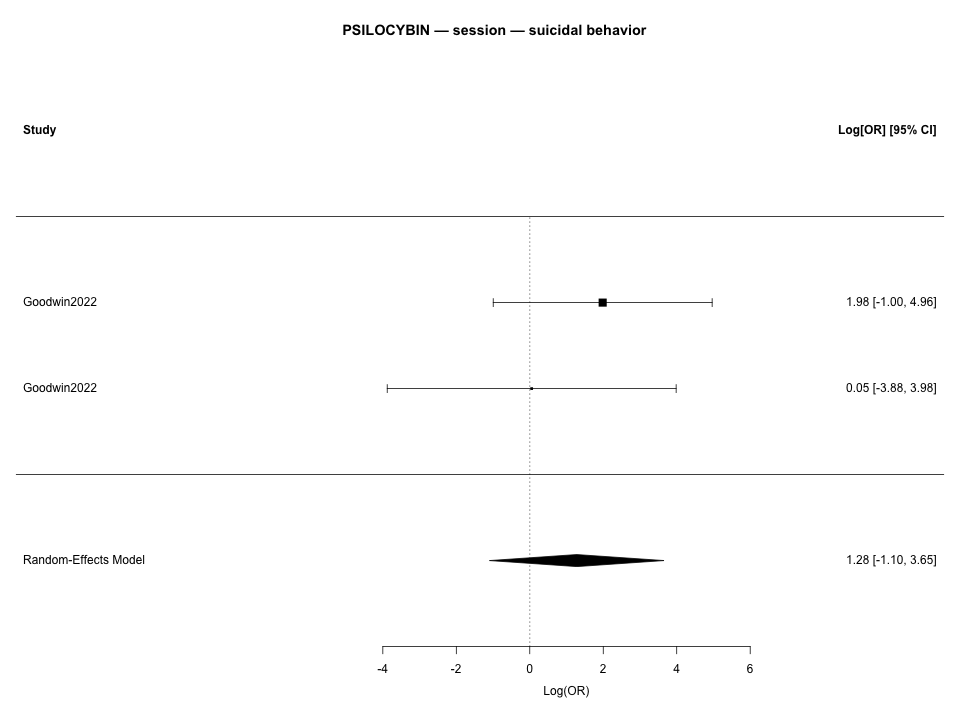 PSILOCYBIN — session — suicidal behavior
Study Log[OR] [95% CI]
Goodwin2022 1.98 [-1.00, 4.96]
Goodwin2022 0.05 [-3.88, 3.98]
Random-Effects Model 1.28 [-1.10, 3.65]
-4 -2 0 2 4 6
Log(OR)